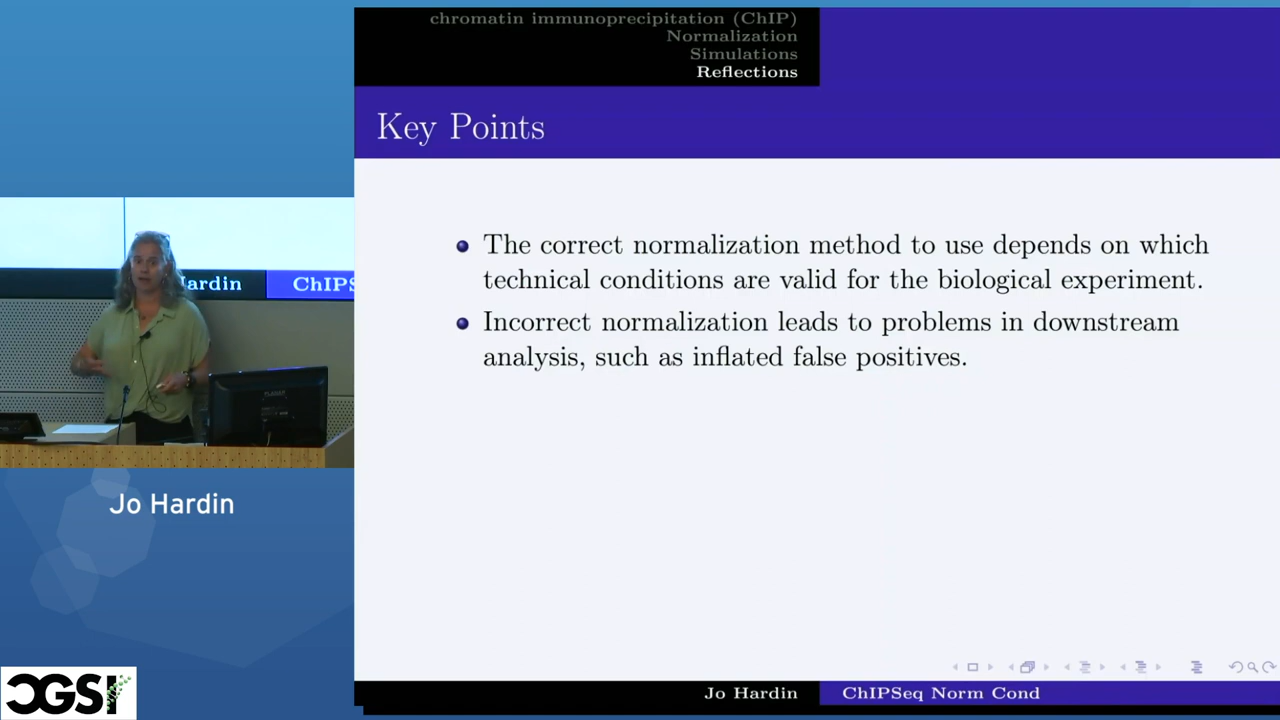 chromatin immunoprecipitation (ChIP)
Normalization
Simulations
Reflections
Key Points
The correct normalization method to use depends on which
technical conditions are valid for the biological experiment.
Incorrect normalization leads to problems in downstream
analysis, such as inflated false positives.
Hardin
ChIPS
Jo Hardin
CGSI
Jo Hardin
ChIPSeq Norm Cond